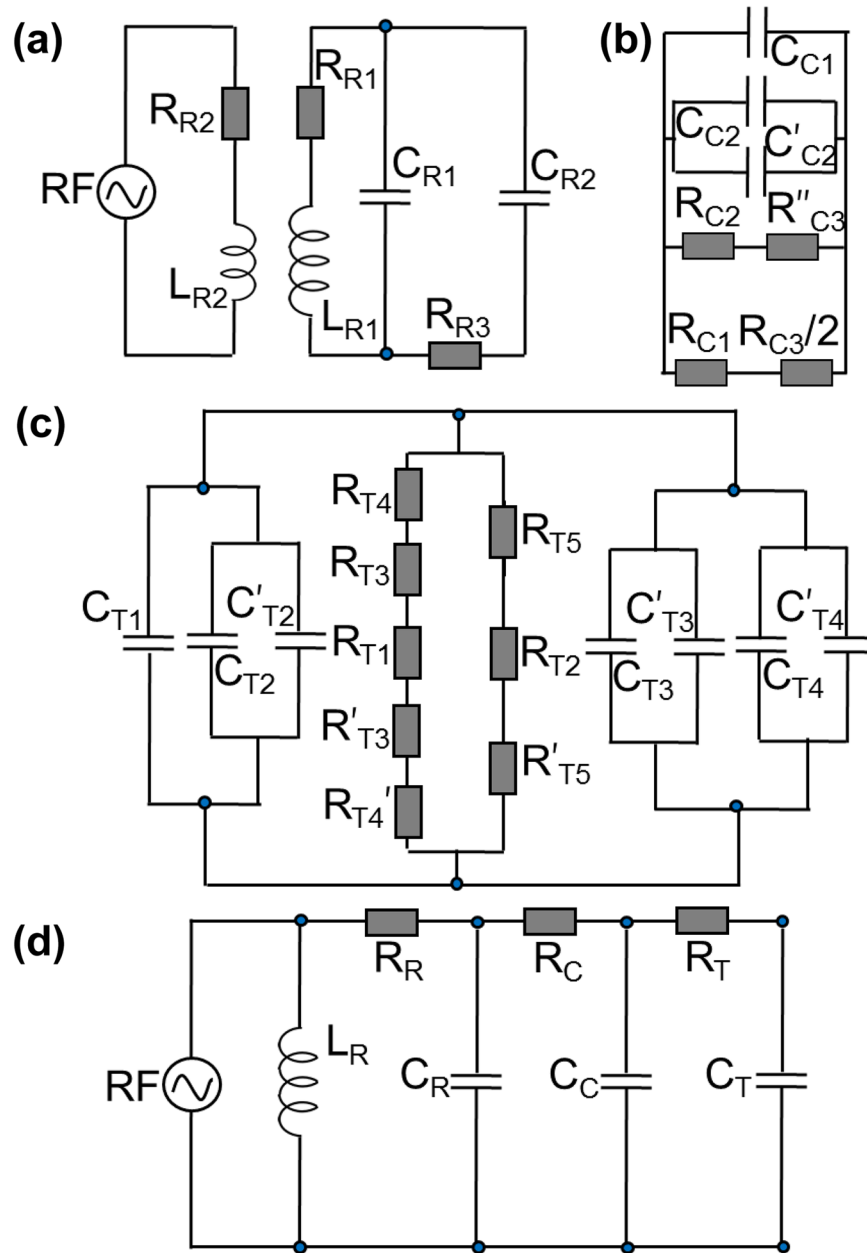 (a)
R_R2
RF
L_R2
R_R1
L_R1
C_R1
C_R2
R_R3
(b)
C_C1
C_C2
C'_C2
R_C2
R″_C3
R_C1
R_C3/2
(c)
C_T1
C'_T2
C_T2
R_T4
R_T3
R_T1
R'_T3
R_T4'
R_T5
R_T2
R'_T5
C'_T3
C_T3
C'_T4
C_T4
(d)
RF
L_R
R_R
C_R
R_C
C_C
R_T
C_T